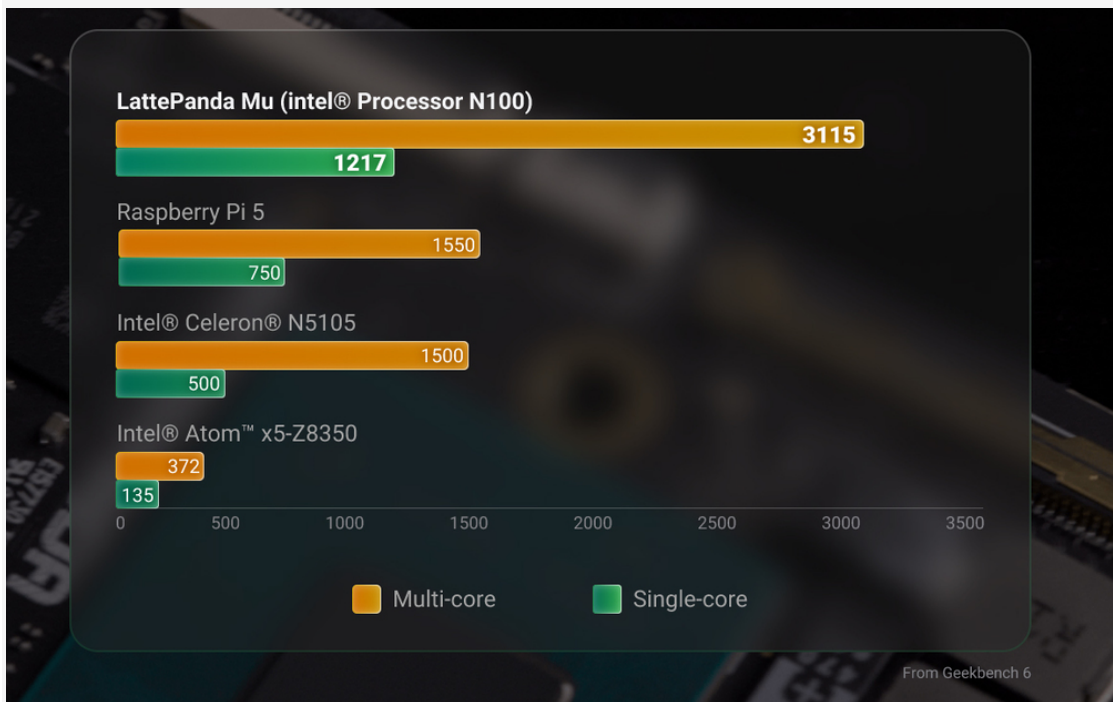 LattePanda Mu (intel® Processor N100)
3115
1217
Raspberry Pi 5
1550
750
Intel® Celeron® N5105
1500
500
Intel® Atom™ x5-Z8350
372
135
0 500 1000 1500 2000 2500 3000 3500
Multi-core Single-core
From Geekbench 6